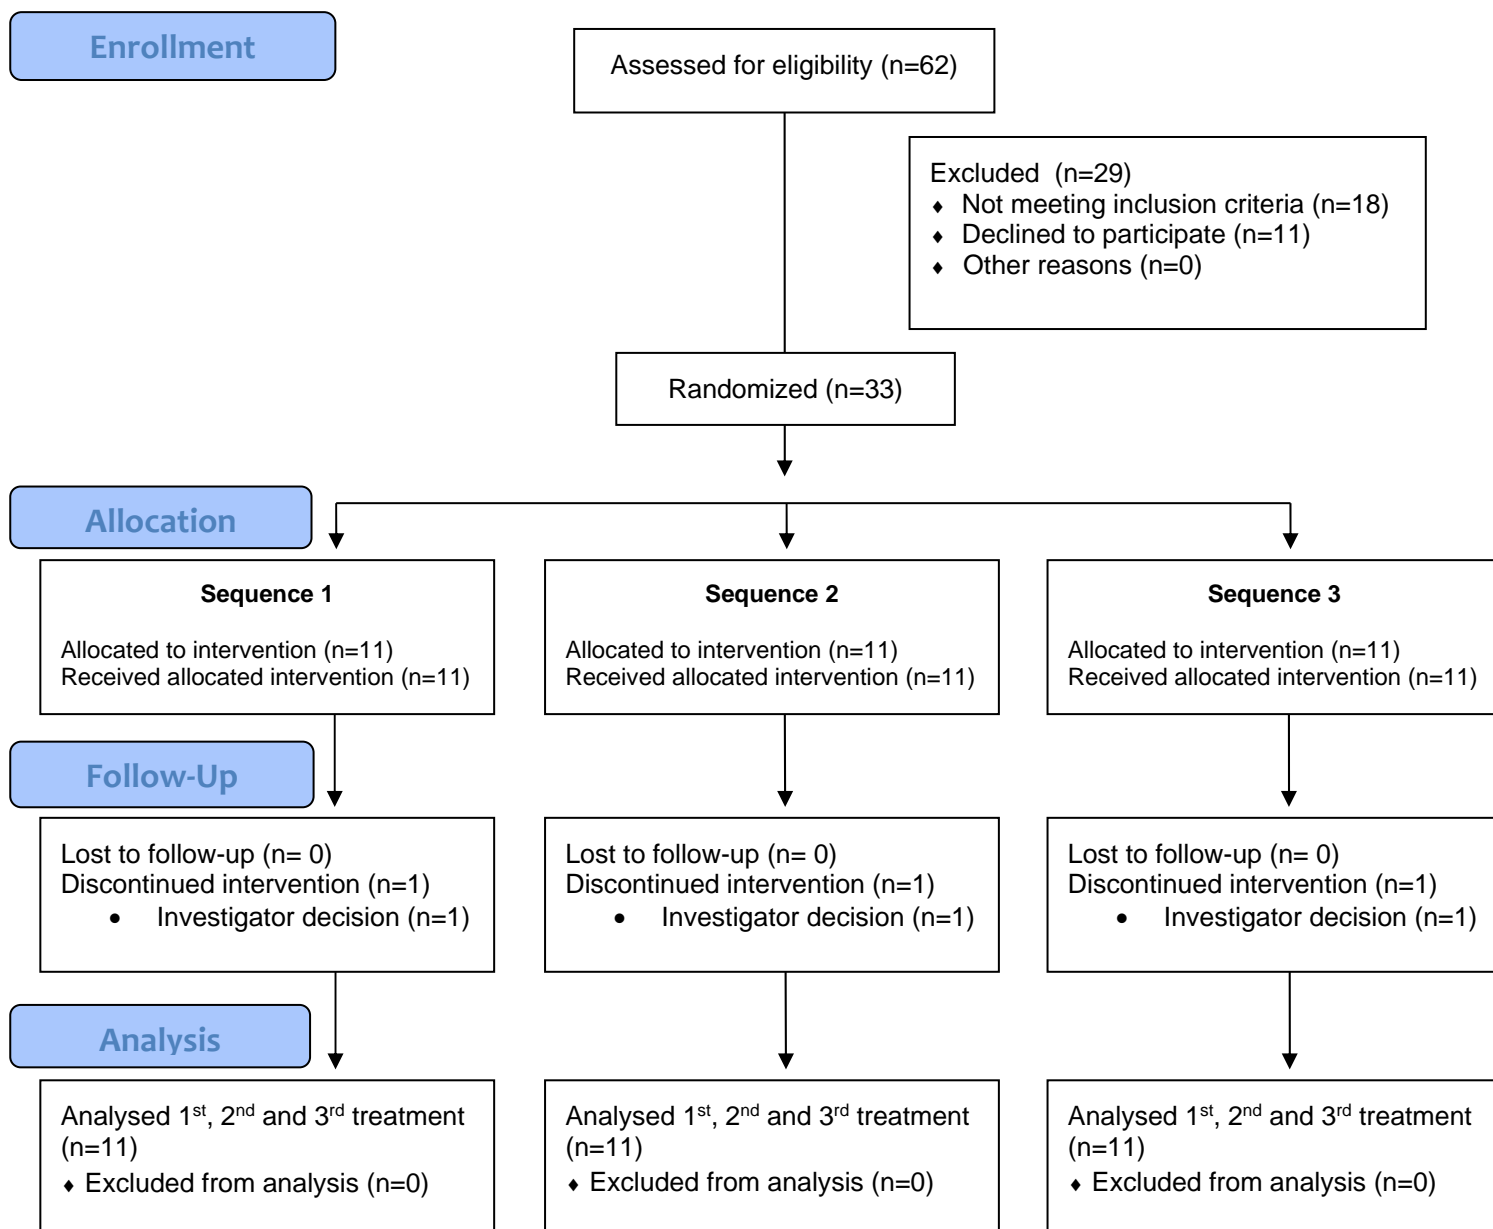 Enrollment
Assessed for eligibility (n=62)
Excluded  (n=29)
♦ Not meeting inclusion criteria (n=18)
♦ Declined to participate (n=11)
♦ Other reasons (n=0)
Randomized (n=33)
Allocation
Sequence 1
Allocated to intervention (n=11)
Received allocated intervention (n=11)
Sequence 2
Allocated to intervention (n=11)
Received allocated intervention (n=11)
Sequence 3
Allocated to intervention (n=11)
Received allocated intervention (n=11)
Follow-Up
Lost to follow-up (n= 0)
Discontinued intervention (n=1)
• Investigator decision (n=1)
Lost to follow-up (n= 0)
Discontinued intervention (n=1)
• Investigator decision (n=1)
Lost to follow-up (n= 0)
Discontinued intervention (n=1)
• Investigator decision (n=1)
Analysis
Analysed 1st, 2nd and 3rd treatment
(n=11)
♦ Excluded from analysis (n=0)
Analysed 1st, 2nd and 3rd treatment
(n=11)
♦ Excluded from analysis (n=0)
Analysed 1st, 2nd and 3rd treatment
(n=11)
♦ Excluded from analysis (n=0)